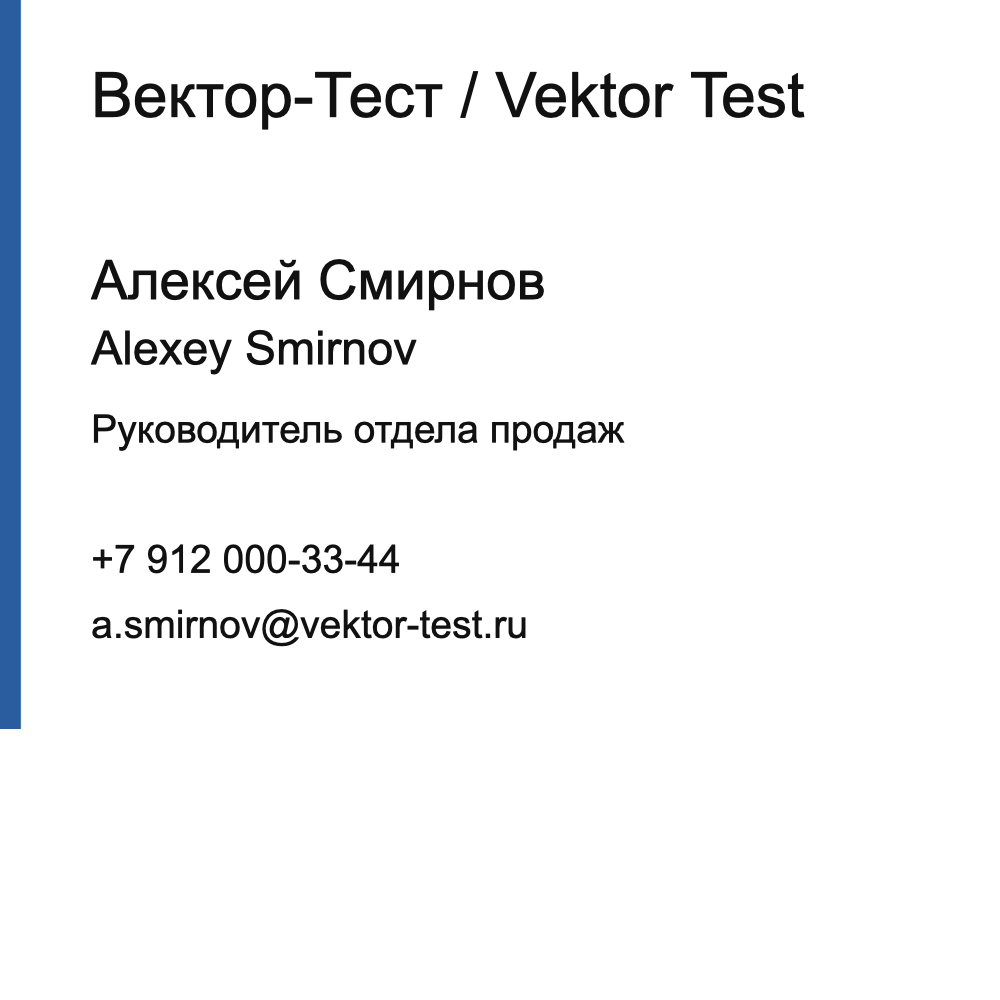 Вектор-Тест / Vektor Test
Алексей Смирнов
Alexey Smirnov
Руководитель отдела продаж
+7 912 000-33-44
a.smirnov@vektor-test.ru